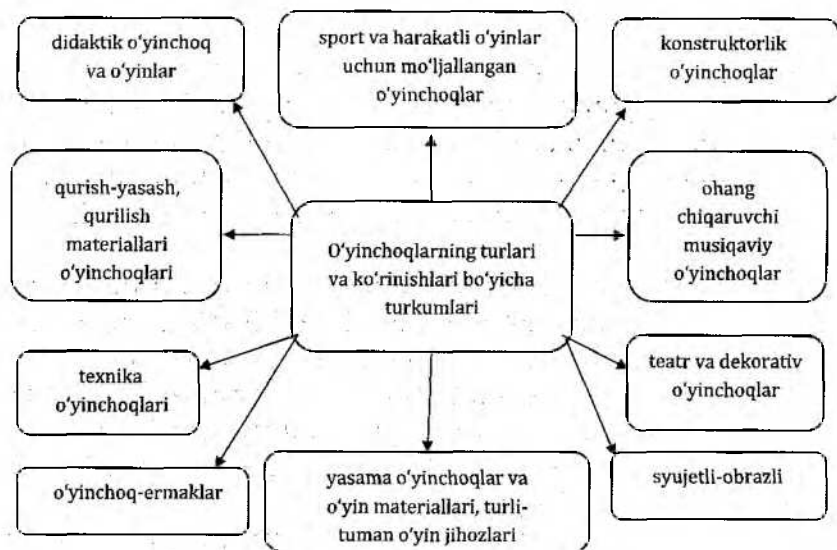 didaktik o‘yinchoq
va o‘yinlar
sport va harakatli o‘yinlar
uchun mo‘ljallangan
o‘yinchoqlar
konstruktorlik
o‘yinchoqlar
qurish-yasash,
qurilish
materiallari
o‘yinchoqlari
O‘yinchoqlarning turlari
va ko‘rinishlari bo‘yicha
turkumlari
ohang
chiqaruvchi
musiqaviy
o‘yinchoqlar
texnika
o‘yinchoqlari
teatr va dekorativ
o‘yinchoqlar
o‘yinchoq-ermaklar
yasama o‘yinchoqlar va
o‘yin materiallari, turli-
tuman o‘yin jihozlari
syujetli-obrazli